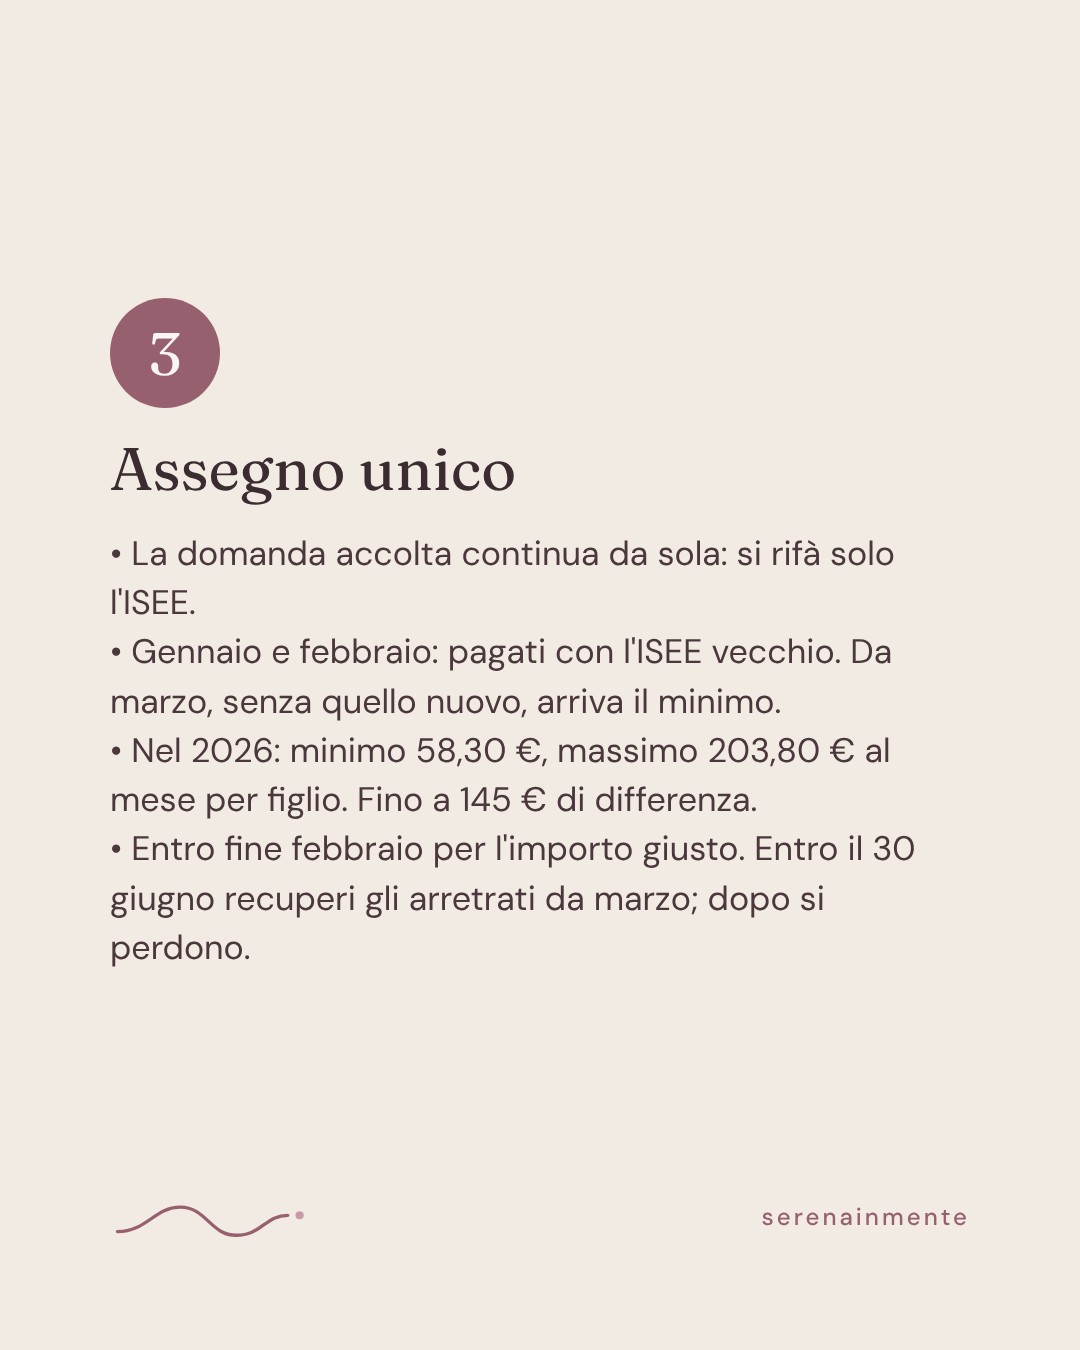 3
Assegno unico
• La domanda accolta continua da sola: si rifà solo
l'ISEE.
• Gennaio e febbraio: pagati con l'ISEE vecchio. Da
marzo, senza quello nuovo, arriva il minimo.
• Nel 2026: minimo 58,30 €, massimo 203,80 € al
mese per figlio. Fino a 145 € di differenza.
• Entro fine febbraio per l'importo giusto. Entro il 30
giugno recuperi gli arretrati da marzo; dopo si
perdono.
serenainmente